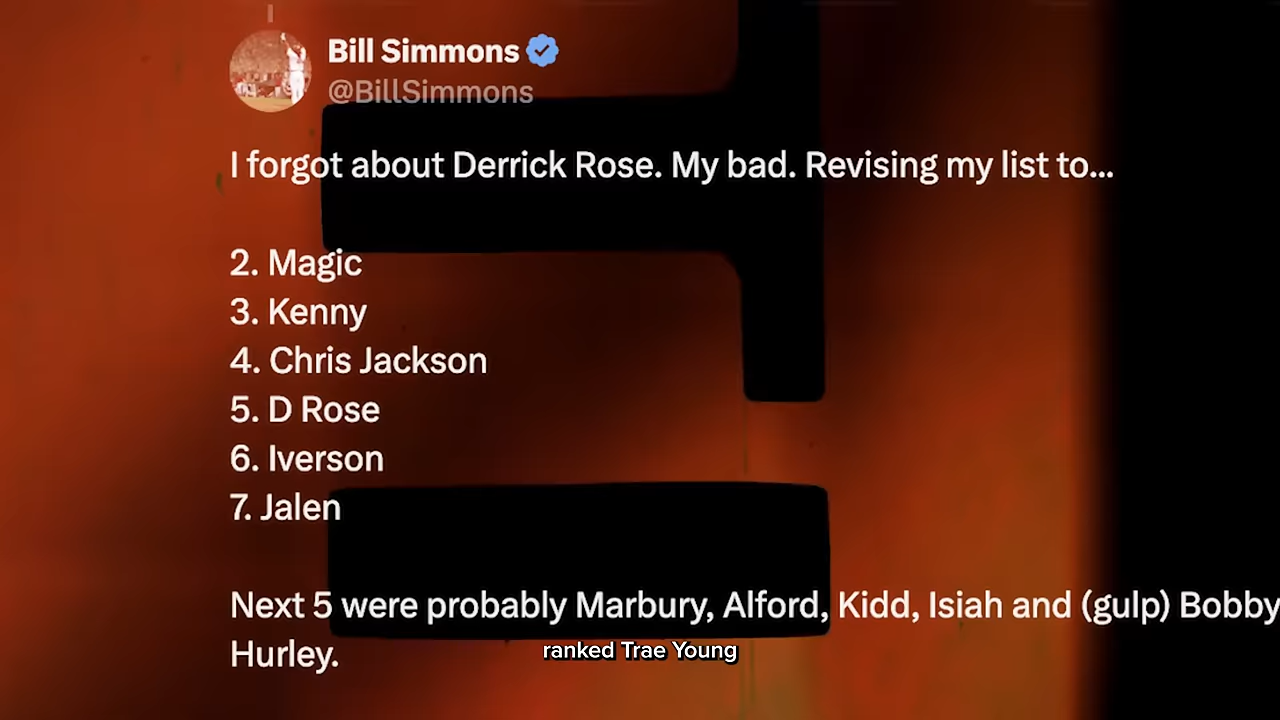 Bill Simmons
@BillSimmons
I forgot about Derrick Rose. My bad. Revising my list to...
2. Magic
3. Kenny
4. Chris Jackson
5. D Rose
6. Iverson
7. Jalen
Next 5 were probably Marbury, Alford, Kidd, Isiah and (gulp) Bobby
Hurley.
ranked Trae Young